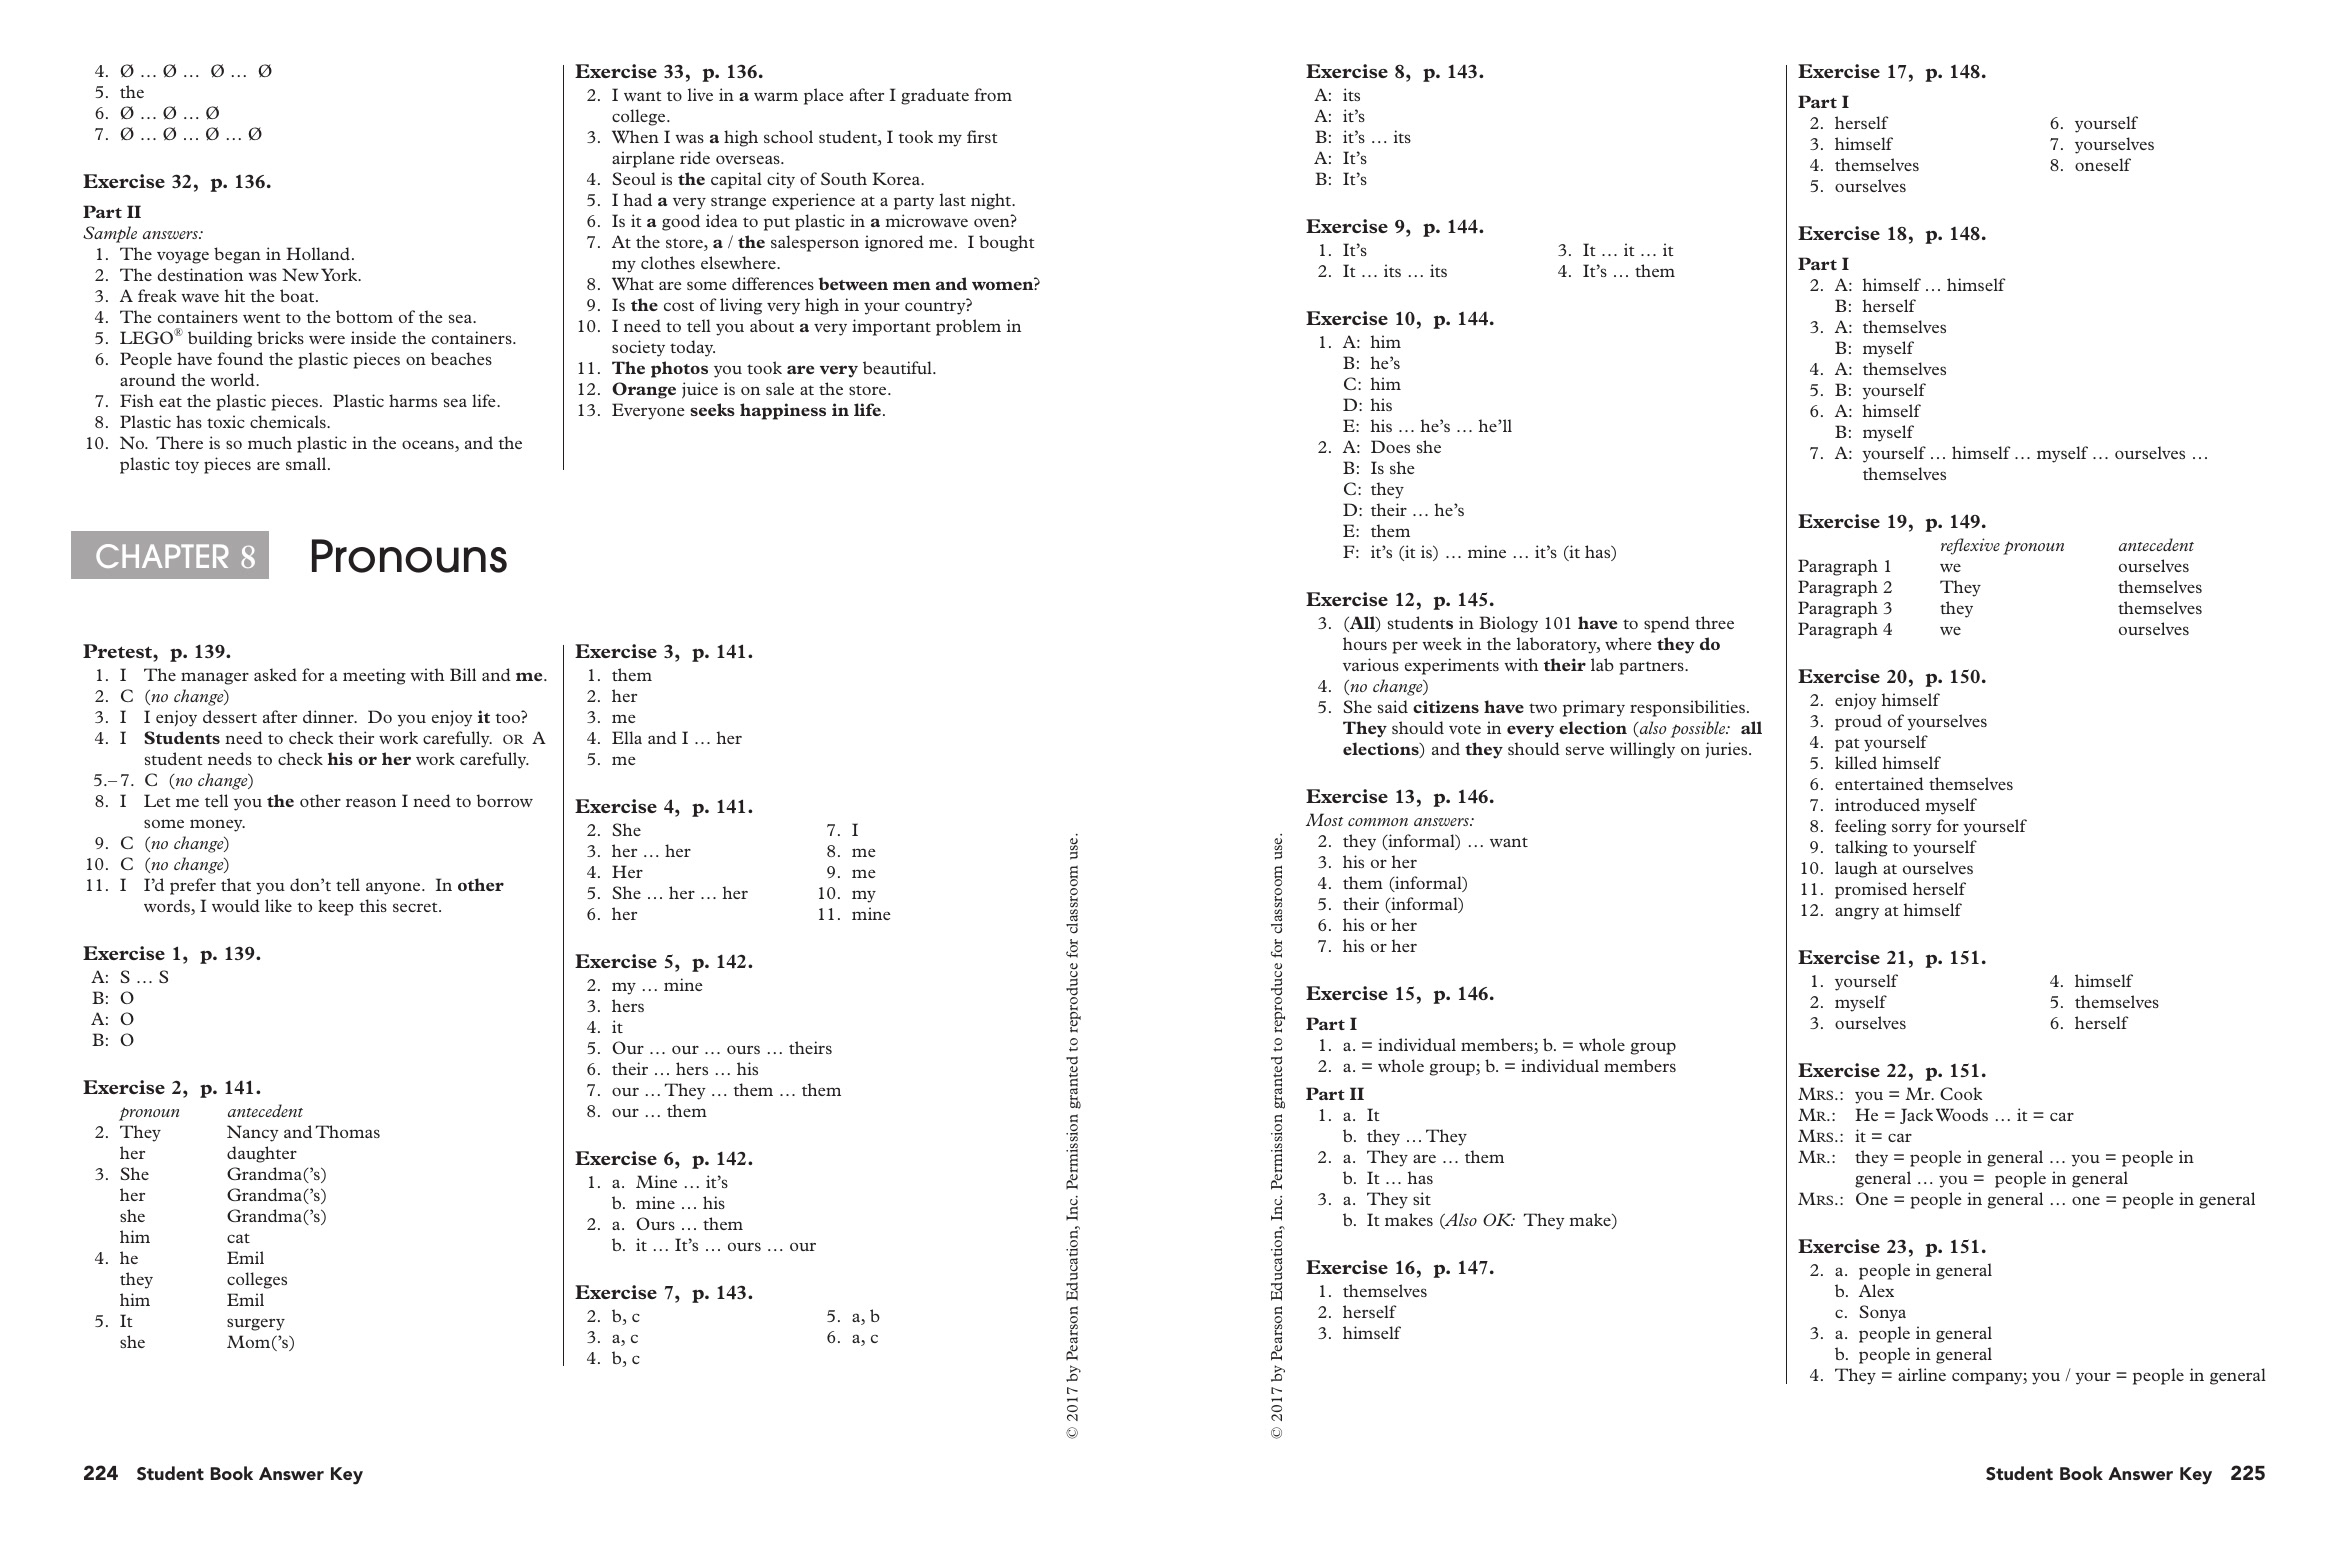 4. Ø … Ø … Ø … Ø
5. the
6. Ø … Ø … Ø
7. Ø … Ø … Ø … Ø
Exercise 32, p. 136.
Part II
Sample answers:
1. The voyage began in Holland.
2. The destination was New York.
3. A freak wave hit the boat.
4. The containers went to the bottom of the sea.
5. LEGO® building bricks were inside the containers.
6. People have found the plastic pieces on beaches
around the world.
7. Fish eat the plastic pieces. Plastic harms sea life.
8. Plastic has toxic chemicals.
10. No. There is so much plastic in the oceans, and the
plastic toy pieces are small.
Exercise 33, p. 136.
2. I want to live in a warm place after I graduate from
college.
3. When I was a high school student, I took my first
airplane ride overseas.
4. Seoul is the capital city of South Korea.
5. I had a very strange experience at a party last night.
6. Is it a good idea to put plastic in a microwave oven?
7. At the store, a / the salesperson ignored me. I bought
my clothes elsewhere.
8. What are some differences between men and women?
9. Is the cost of living very high in your country?
10. I need to tell you about a very important problem in
society today.
11. The photos you took are very beautiful.
12. Orange juice is on sale at the store.
13. Everyone seeks happiness in life.
CHAPTER 8 Pronouns
Pretest, p. 139.
1. I The manager asked for a meeting with Bill and me.
2. C (no change)
3. I I enjoy dessert after dinner. Do you enjoy it too?
4. I Students need to check their work carefully. OR A
student needs to check his or her work carefully.
5.–7. C (no change)
8. I Let me tell you the other reason I need to borrow
some money.
9. C (no change)
10. C (no change)
11. I I'd prefer that you don't tell anyone. In other
words, I would like to keep this secret.
Exercise 1, p. 139.
A: S … S
B: O
A: O
B: O
Exercise 2, p. 141.
pronoun antecedent
2. They Nancy and Thomas
her daughter
3. She Grandma('s)
her Grandma('s)
she Grandma('s)
him cat
4. he Emil
they colleges
him Emil
5. It surgery
she Mom('s)
Exercise 3, p. 141.
1. them
2. her
3. me
4. Ella and I … her
5. me
Exercise 4, p. 141.
2. She 7. I
3. her … her 8. me
4. Her 9. me
5. She … her … her 10. my
6. her 11. mine
Exercise 5, p. 142.
2. my … mine
3. hers
4. it
5. Our … our … ours … theirs
6. their … hers … his
7. our … They … them … them
8. our … them
Exercise 6, p. 142.
1. a. Mine … it's
b. mine … his
2. a. Ours … them
b. it … It's … ours … our
Exercise 7, p. 143.
2. b, c 5. a, b
3. a, c 6. a, c
4. b, c
© 2017 by Pearson Education, Inc. Permission granted to reproduce for classroom use.
224 Student Book Answer Key
© 2017 by Pearson Education, Inc. Permission granted to reproduce for classroom use.
Exercise 8, p. 143.
A: its
A: it's
B: it's … its
A: It's
B: It's
Exercise 9, p. 144.
1. It's 3. It … it … it
2. It … its … its 4. It's … them
Exercise 10, p. 144.
1. A: him
B: he's
C: him
D: his
E: his … he's … he'll
2. A: Does she
B: Is she
C: they
D: their … he's
E: them
F: it's (it is) … mine … it's (it has)
Exercise 12, p. 145.
3. (All) students in Biology 101 have to spend three
hours per week in the laboratory, where they do
various experiments with their lab partners.
4. (no change)
5. She said citizens have two primary responsibilities.
They should vote in every election (also possible: all
elections) and they should serve willingly on juries.
Exercise 13, p. 146.
Most common answers:
2. they (informal) … want
3. his or her
4. them (informal)
5. their (informal)
6. his or her
7. his or her
Exercise 15, p. 146.
Part I
1. a. = individual members; b. = whole group
2. a. = whole group; b. = individual members
Part II
1. a. It
b. they … They
2. a. They are … them
b. It … has
3. a. They sit
b. It makes (Also OK: They make)
Exercise 16, p. 147.
1. themselves
2. herself
3. himself
Exercise 17, p. 148.
Part I
2. herself 6. yourself
3. himself 7. yourselves
4. themselves 8. oneself
5. ourselves
Exercise 18, p. 148.
Part I
2. A: himself … himself
B: herself
3. A: themselves
B: myself
4. A: themselves
5. B: yourself
6. A: himself
B: myself
7. A: yourself … himself … myself … ourselves …
themselves
Exercise 19, p. 149.
reflexive pronoun antecedent
Paragraph 1 we ourselves
Paragraph 2 They themselves
Paragraph 3 they themselves
Paragraph 4 we ourselves
Exercise 20, p. 150.
2. enjoy himself
3. proud of yourselves
4. pat yourself
5. killed himself
6. entertained themselves
7. introduced myself
8. feeling sorry for yourself
9. talking to yourself
10. laugh at ourselves
11. promised herself
12. angry at himself
Exercise 21, p. 151.
1. yourself 4. himself
2. myself 5. themselves
3. ourselves 6. herself
Exercise 22, p. 151.
MRS.: you = Mr. Cook
MR.: He = Jack Woods … it = car
MRS.: it = car
MR.: they = people in general … you = people in
general … you = people in general
MRS.: One = people in general … one = people in general
Exercise 23, p. 151.
2. a. people in general
b. Alex
c. Sonya
3. a. people in general
b. people in general
4. They = airline company; you / your = people in general
Student Book Answer Key 225